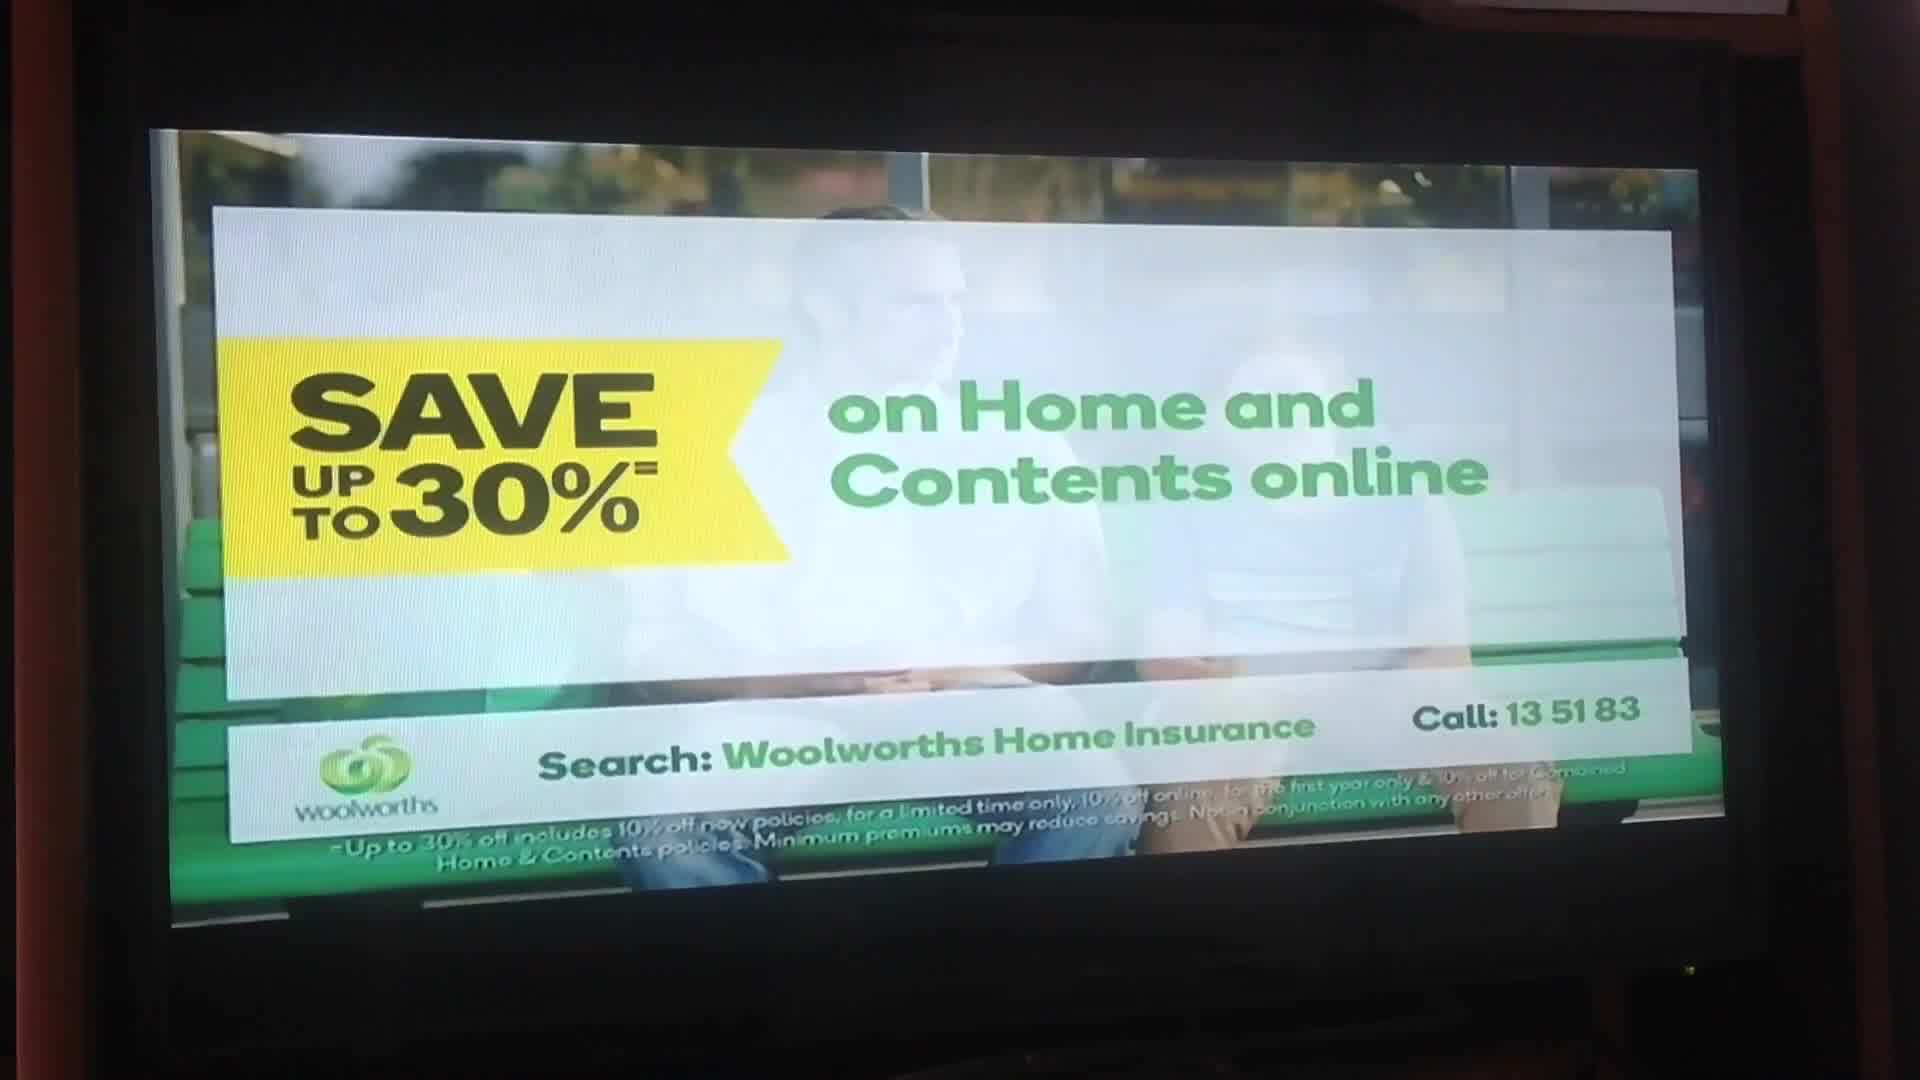 SAVE
UP TO 30%=
on Home and
Contents online
woolworths
Search: Woolworths Home Insurance
Call: 13 51 83
=Up to 30% off includes 10% off new policies, for a limited time only, 10% off online, for the first year only & 10% off for Combined
Home & Contents policies. Minimum premiums may reduce savings. Not in conjunction with any other offer.